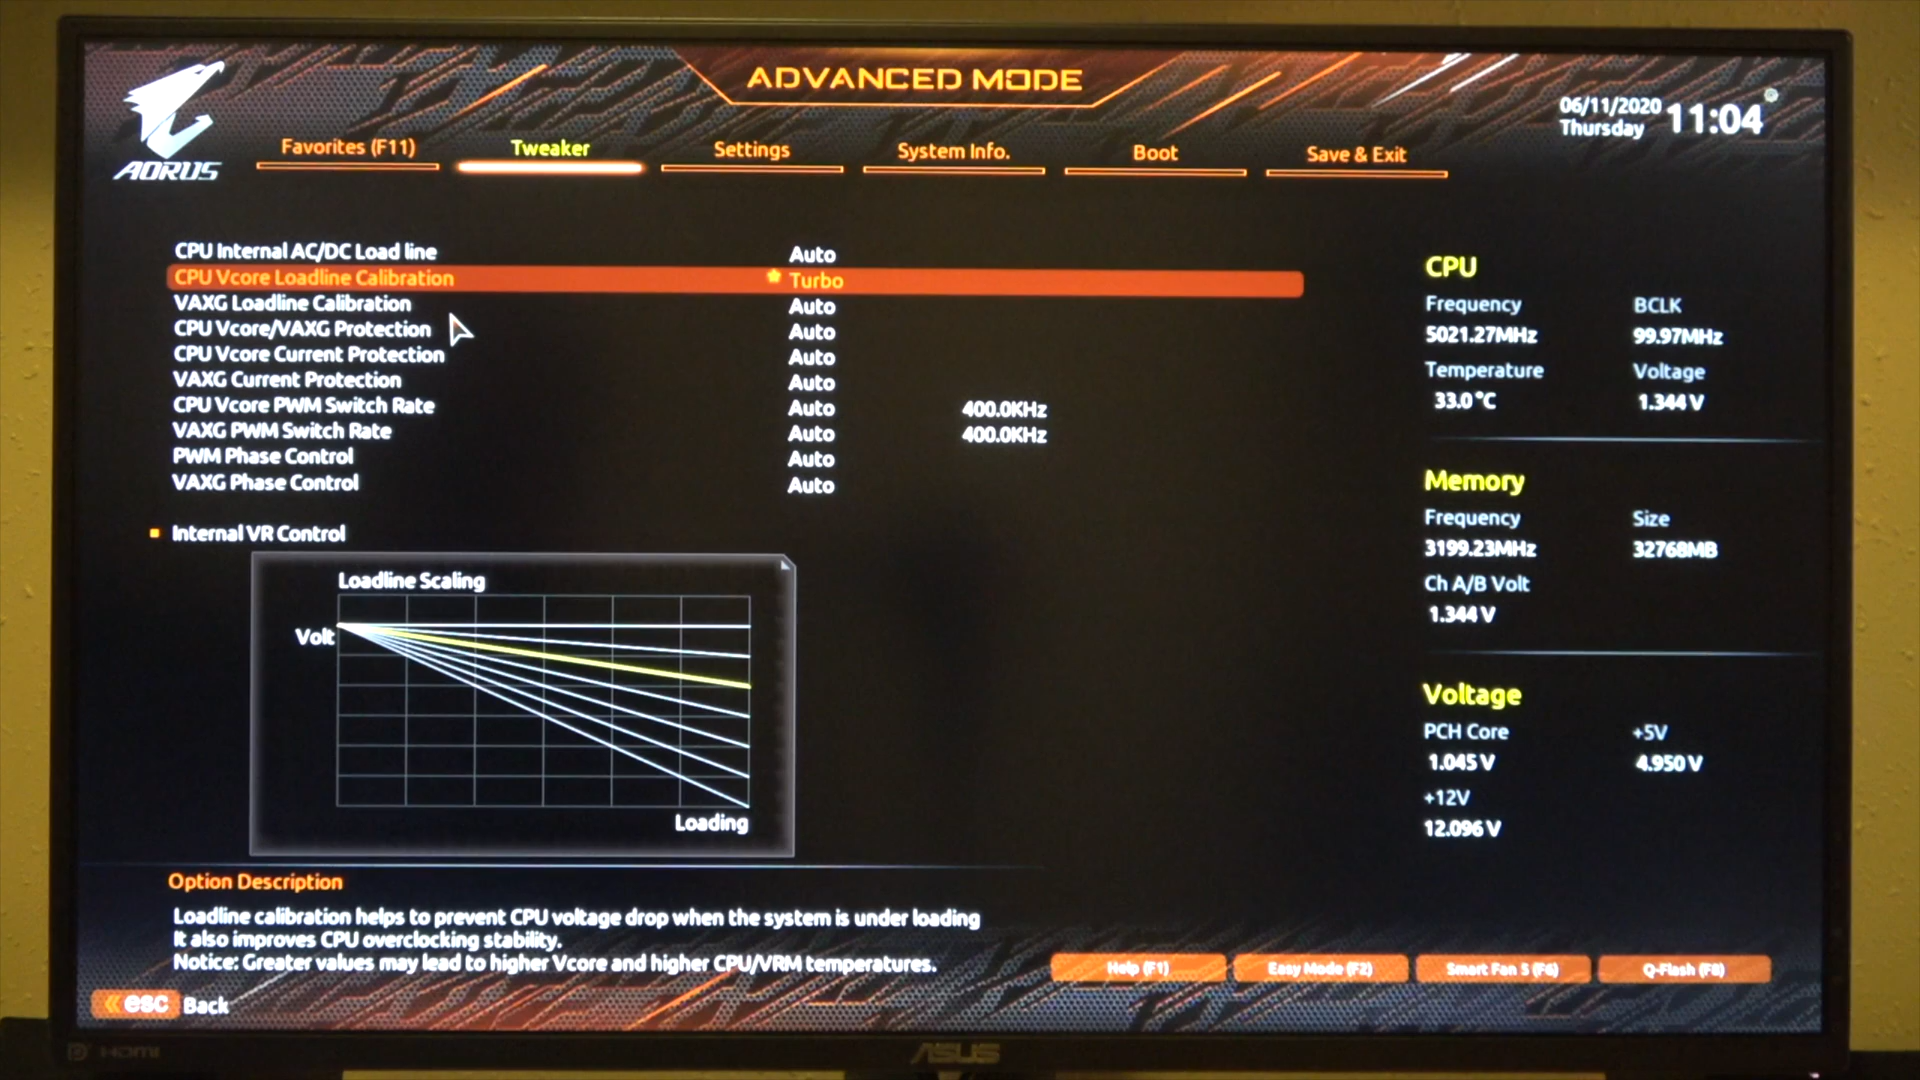 ADVANCED MODE
AORUS
06/11/2020
Thursday
11:04
Favorites (F11)
Tweaker
Settings
System Info.
Boot
Save & Exit
CPU Internal AC/DC Load line Auto
CPU Vcore Loadline Calibration Turbo
VAXG Loadline Calibration Auto
CPU Vcore/VAXG Protection Auto
CPU Vcore Current Protection Auto
VAXG Current Protection Auto
CPU Vcore PWM Switch Rate Auto 400.0KHz
VAXG PWM Switch Rate Auto 400.0KHz
PWM Phase Control Auto
VAXG Phase Control Auto
Internal VR Control
Loadline Scaling
Volt
Loading
CPU
Frequency BCLK
5021.27MHz 99.97MHz
Temperature Voltage
33.0 °C 1.344 V
Memory
Frequency Size
3199.23MHz 32768MB
Ch A/B Volt
1.344 V
Voltage
PCH Core +5V
1.045 V 4.950 V
+12V
12.096 V
Option Description
Loadline calibration helps to prevent CPU voltage drop when the system is under loading
It also improves CPU overclocking stability.
Notice: Greater values may lead to higher Vcore and higher CPU/VRM temperatures.
Help (F1)
Easy Mode (F2)
Smart Fan 5 (F6)
Q-Flash (F8)
esc Back
HDMI
ASUS